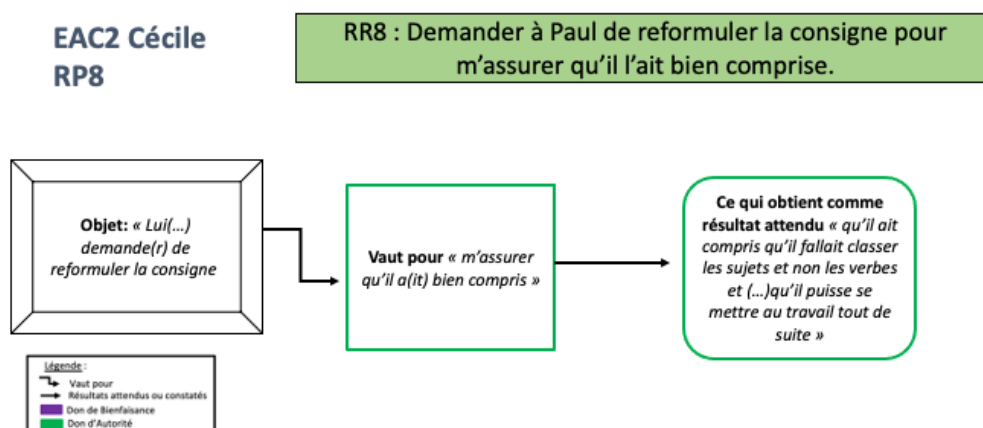 EAC2 Cécile
RP8
RR8 : Demander à Paul de reformuler la consigne pour
m’assurer qu’il l’ait bien comprise.
Objet: « Lui(…)
demande(r) de
reformuler la consigne
Vaut pour « m’assurer
qu’il a(it) bien compris »
Ce qui obtient comme
résultat attendu « qu’il ait
compris qu’il fallait classer
les sujets et non les verbes
et (…)qu’il puisse se
mettre au travail tout de
suite »
Légende :
Vaut pour
Résultats attendus ou constatés
Don de Bienfaisance
Don d’Autorité